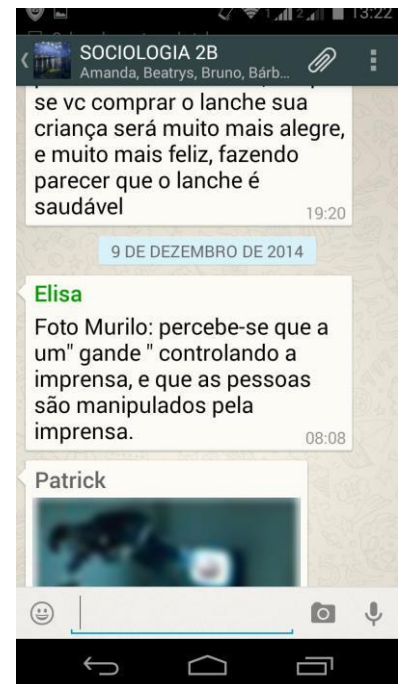 1 2 13:22
SOCIOLOGIA 2B
Amanda, Beatrys, Bruno, Bárb...
se vc comprar o lanche sua
criança será muito mais alegre,
e muito mais feliz, fazendo
parecer que o lanche é
saudável
19:20
9 DE DEZEMBRO DE 2014
Elisa
Foto Murilo: percebe-se que a
um" gande " controlando a
imprensa, e que as pessoas
são manipulados pela
imprensa.
08:08
Patrick